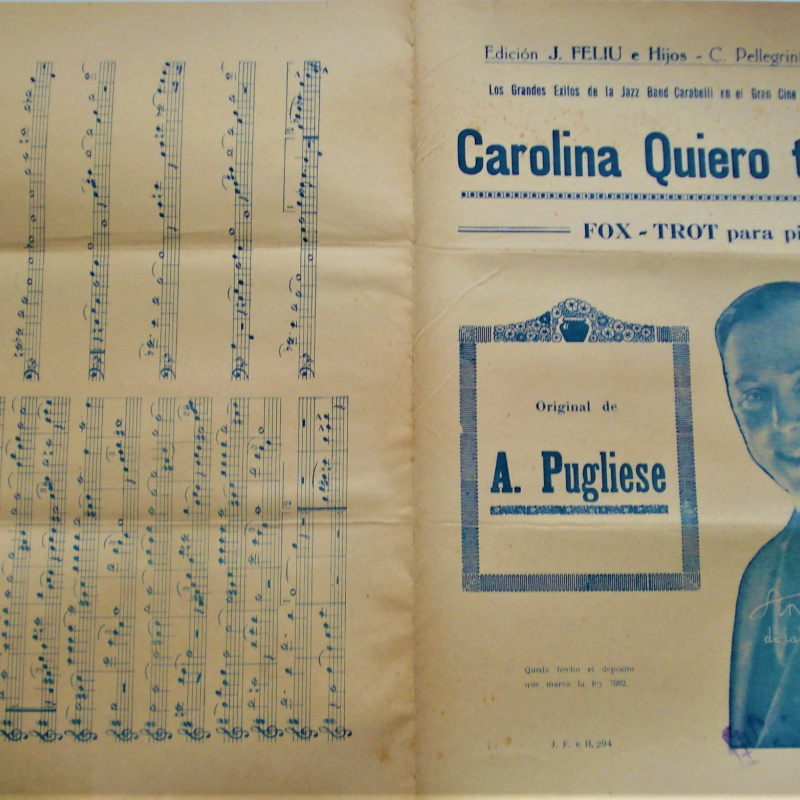 Edición J. FELIU e Hijos - C. Pellegrin
Los Grandes Exitos de la Jazz Band Carabelli en el Gran Cine
Carolina Quiero t
FOX - TROT para pi
Original de
A. Pugliese
Queda hecho el depósito
que marca la ley 7092.
J. F. e H. 294